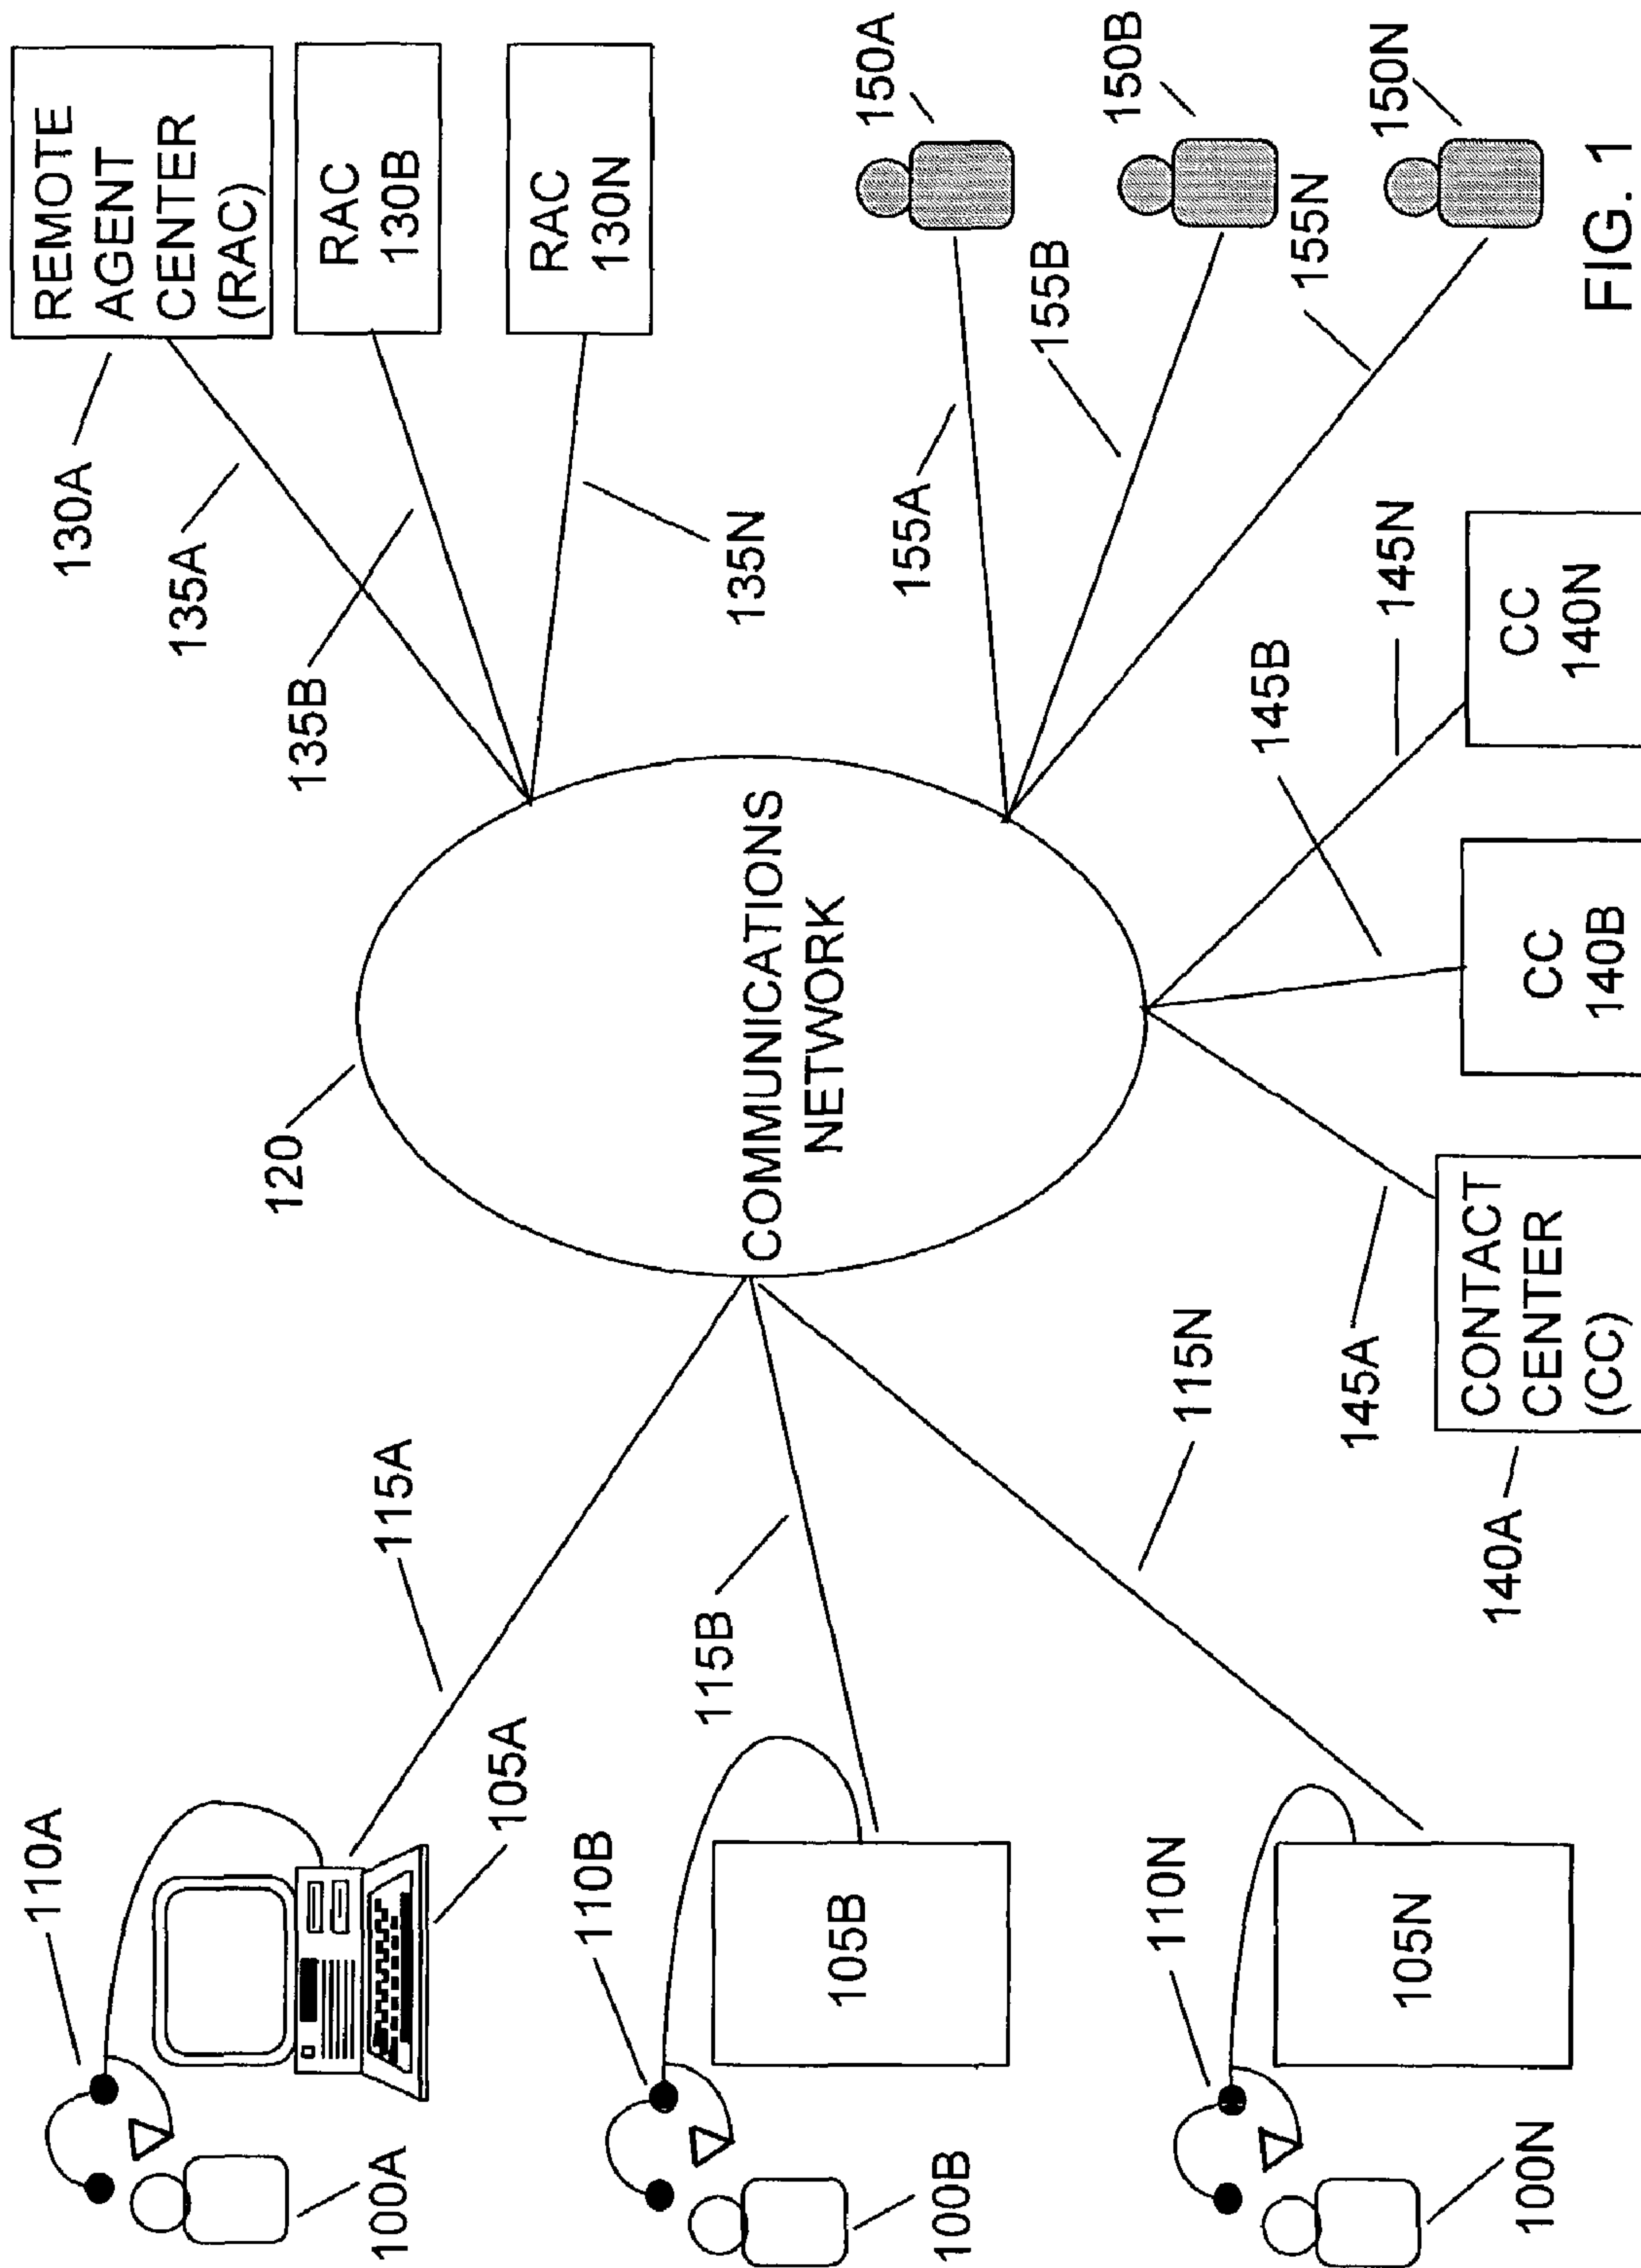 110A
100A
105A
115A
110B
100B
105B
115B
110N
100N
105N
115N
120
COMMUNICATIONS
NETWORK
130A
REMOTE
AGENT
CENTER
(RAC)
135A
RAC
130B
135B
RAC
130N
135N
150A
155A
150B
155B
150N
155N
140A
CONTACT
CENTER
(CC)
145A
CC
140B
145B
CC
140N
145N
FIG. 1